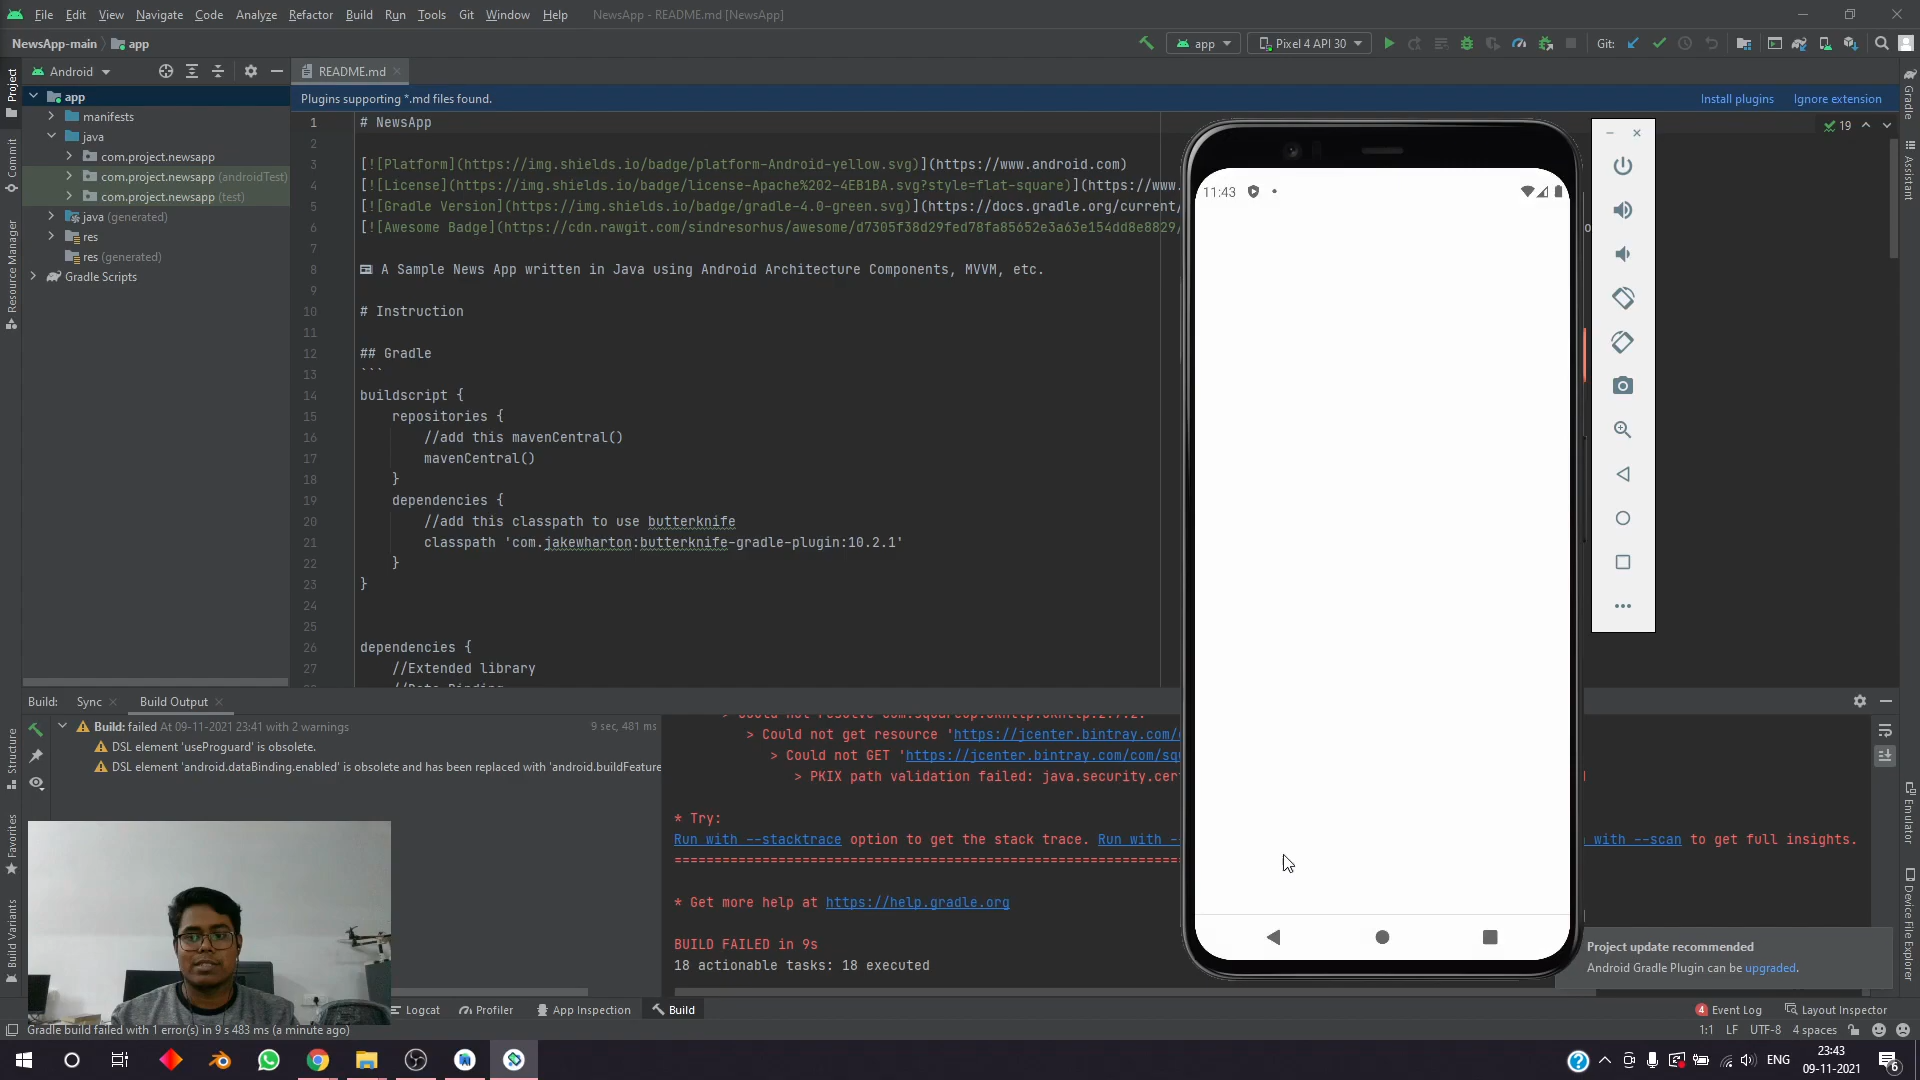 File Edit View Navigate Code Analyze Refactor Build Run Tools Git Window Help NewsApp - README.md [NewsApp]
NewsApp-main app
app Pixel 4 API 30 Git:
Android
README.md
Project
Commit
Resource Manager
Structure
Favorites
Build Variants
app
manifests
java
com.project.newsapp
com.project.newsapp (androidTest)
com.project.newsapp (test)
java (generated)
res
res (generated)
Gradle Scripts
Plugins supporting *.md files found. Install plugins Ignore extension
19
1 # NewsApp
2
3 [![Platform](https://img.shields.io/badge/platform-Android-yellow.svg)](https://www.android.com)
4 [![License](https://img.shields.io/badge/license-Apache%202-4EB1BA.svg?style=flat-square)](https://www.
5 [![Gradle Version](https://img.shields.io/badge/gradle-4.0-green.svg)](https://docs.gradle.org/current/
6 [![Awesome Badge](https://cdn.rawgit.com/sindresorhus/awesome/d7305f38d29fed78fa85652e3a63e154dd8e8829/
7
8 A Sample News App written in Java using Android Architecture Components, MVVM, etc.
9
10 # Instruction
11
12 ## Gradle
13 ```
14 buildscript {
15 repositories {
16 //add this mavenCentral()
17 mavenCentral()
18 }
19 dependencies {
20 //add this classpath to use butterknife
21 classpath 'com.jakewharton:butterknife-gradle-plugin:10.2.1'
22 }
23 }
24
25
26 dependencies {
27 //Extended library
11:43
Gradle
Assistant
Emulator
Device File Explorer
Build: Sync Build Output
Build: failed At 09-11-2021 23:41 with 2 warnings 9 sec, 481 ms
DSL element 'useProguard' is obsolete.
DSL element 'android.dataBinding.enabled' is obsolete and has been replaced with 'android.buildFeature
> Could not get resource 'https://jcenter.bintray.com/
> Could not GET 'https://jcenter.bintray.com/com/sq
> PKIX path validation failed: java.security.cer
* Try:
Run with --stacktrace option to get the stack trace. Run with -- with --scan to get full insights.
* Get more help at https://help.gradle.org
BUILD FAILED in 9s
18 actionable tasks: 18 executed
Project update recommended
Android Gradle Plugin can be upgraded.
Logcat Profiler App Inspection Build 4 Event Log Layout Inspector
Gradle build failed with 1 error(s) in 9 s 483 ms (a minute ago) 1:1 LF UTF-8 4 spaces
ENG 23:43
09-11-2021
6